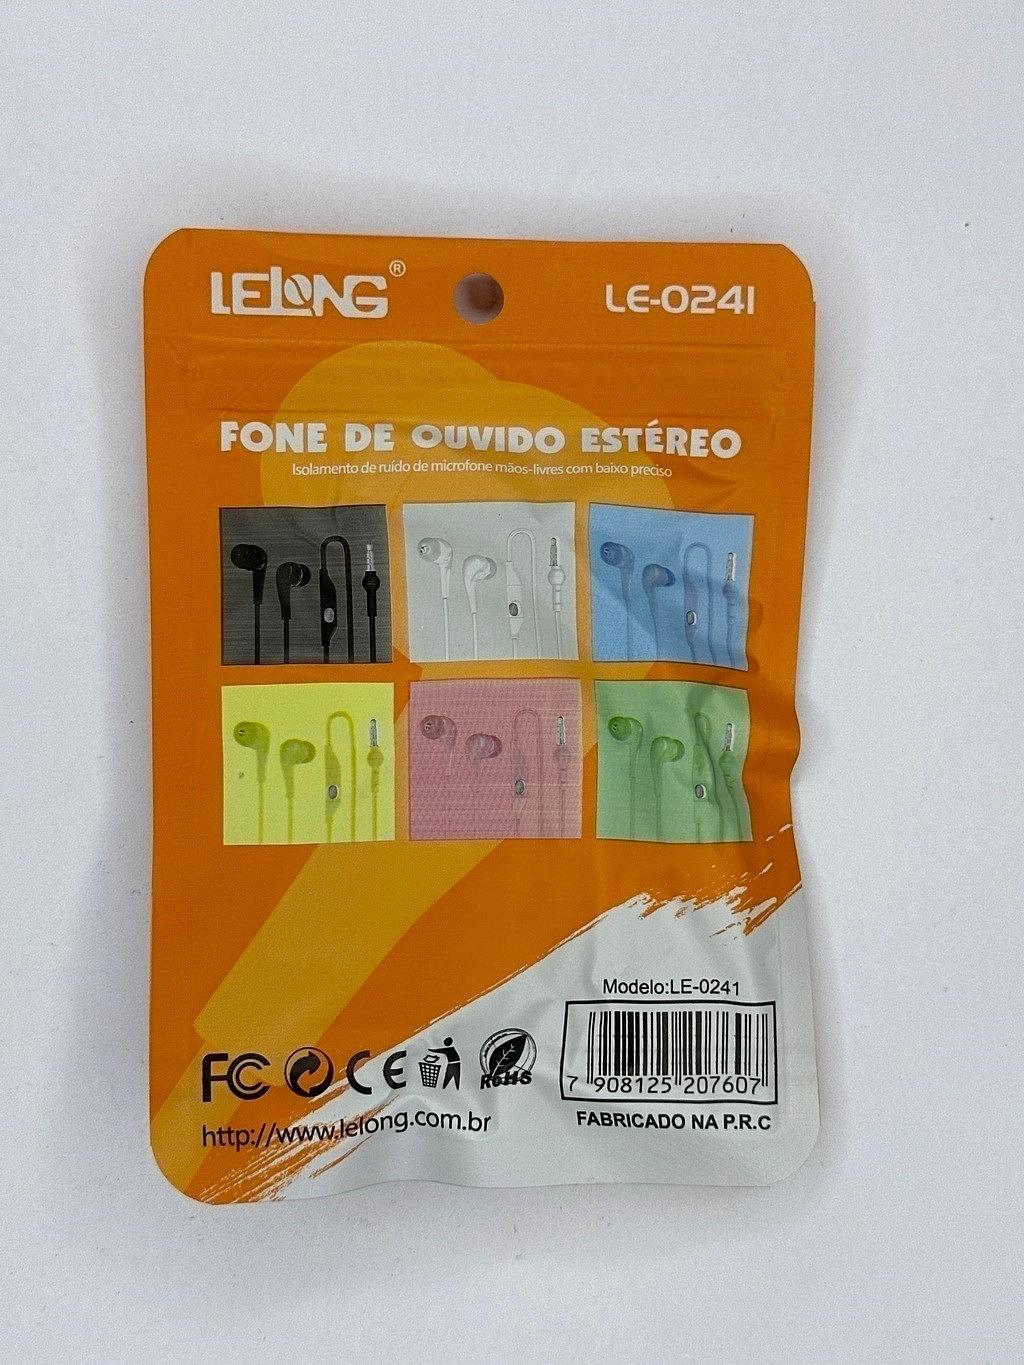 LELONG®
LE-0241
FONE DE OUVIDO ESTÉREO
Isolamento de ruído de microfone mãos-livres com baixo preciso
Modelo:LE-0241
7 908125 207607
FC CE RoHS
http://www.lelong.com.br
FABRICADO NA P.R.C